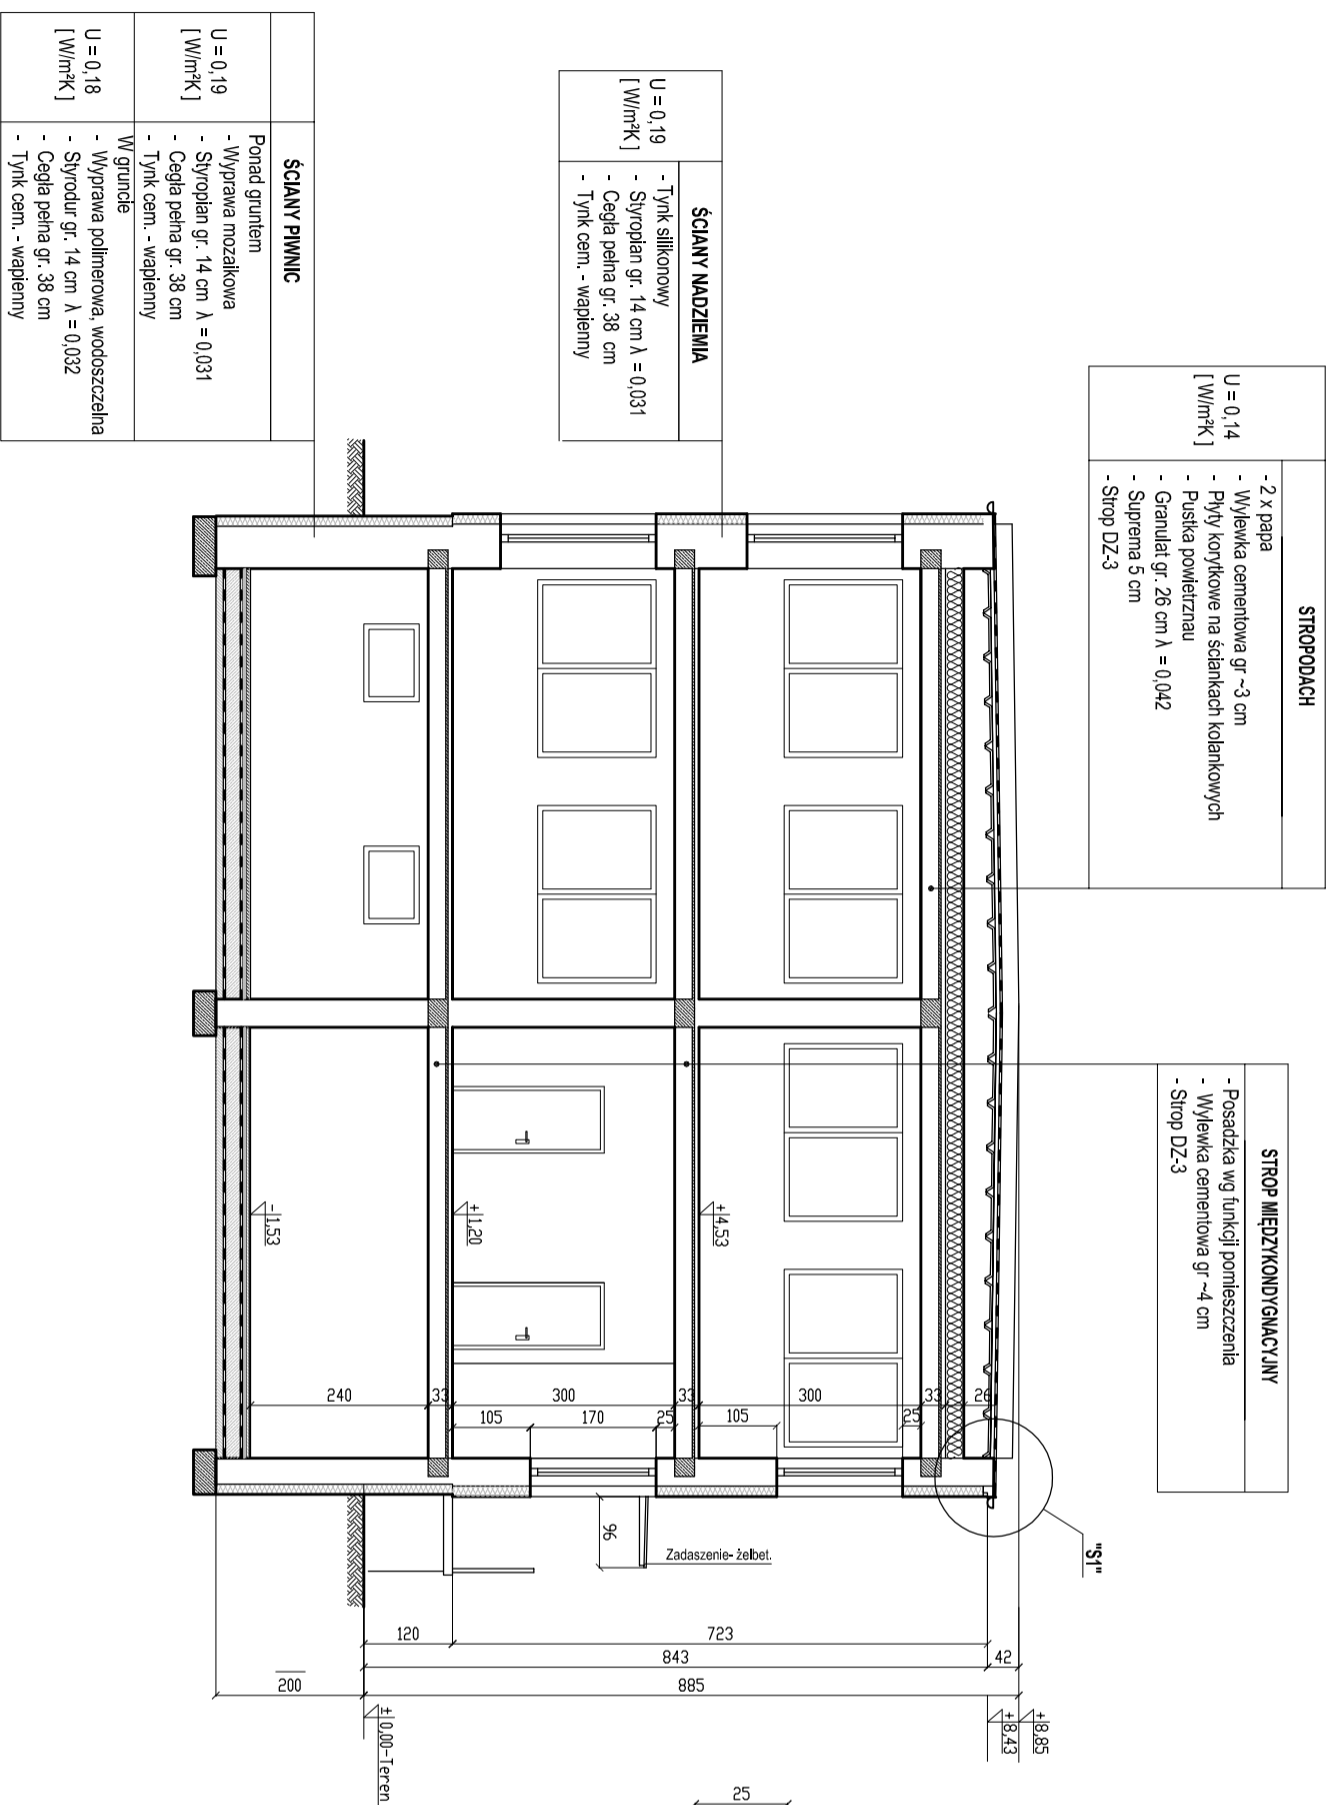 STROPODACH
U = 0,14
[ W/m²K ]
- 2 x papa
- Wylewka cementowa gr ~3 cm
- Płyty korytkowe na ściankach kolankowych
- Pustka powietrznau
- Granulat gr. 26 cm λ = 0,042
- Suprema 5 cm
- Strop DZ-3
STROP MIĘDZYKONDYGNACYJNY
- Posadzka wg funkcji pomieszczenia
- Wylewka cementowa gr ~4 cm
- Strop DZ-3
ŚCIANY NADZIEMIA
U = 0,19
[ W/m²K ]
- Tynk silikonowy
- Styropian gr. 14 cm λ = 0,031
- Cegła pełna gr. 38 cm
- Tynk cem. - wapienny
ŚCIANY PIWNIC
U = 0,19
[ W/m²K ]
Ponad gruntem
- Wyprawa mozaikowa
- Styropian gr. 14 cm λ = 0,031
- Cegła pełna gr. 38 cm
- Tynk cem. - wapienny
U = 0,18
[ W/m²K ]
W gruncie
- Wyprawa polimerowa, wodoszczelna
- Styrodur gr. 14 cm λ = 0,032
- Cegła pełna gr. 38 cm
- Tynk cem. - wapienny
"S1"
+8,85
+8,43
+4,53
+1,20
-1,53
±0,00-Teren
Zadaszenie- żelbet.
96
26
33
300
33
300
33
240
25
105
25
170
105
42
723
120
843
885
200
25